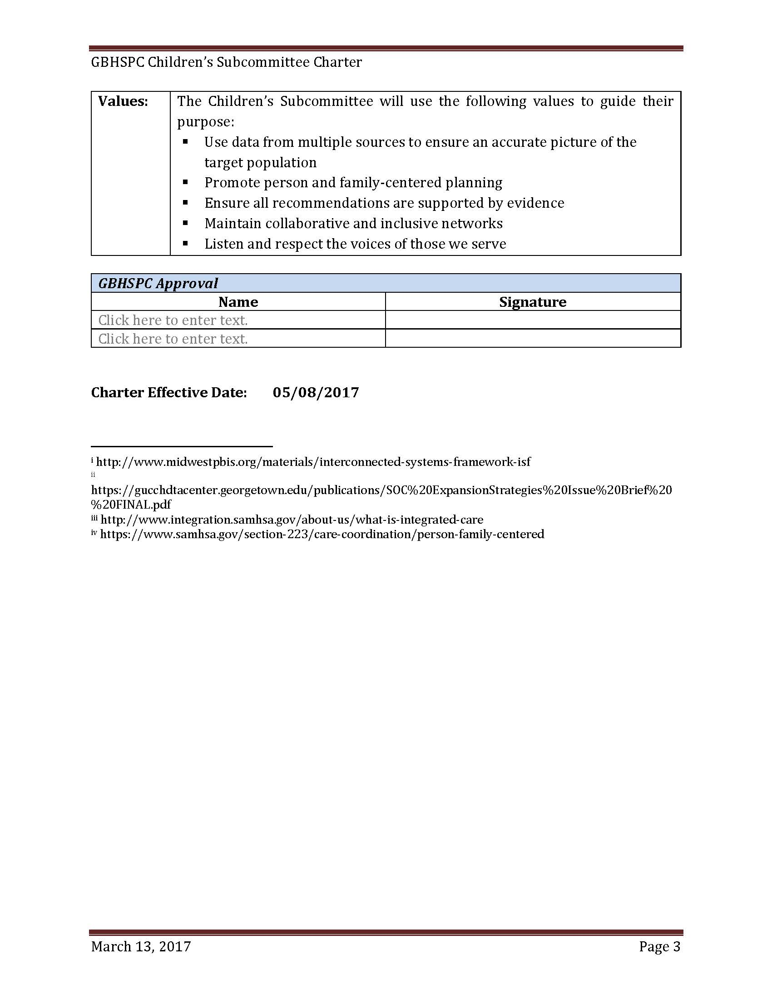 GBHSPC Children’s Subcommittee Charter
Values:
The Children’s Subcommittee will use the following values to guide their
purpose:
▪ Use data from multiple sources to ensure an accurate picture of the
target population
▪ Promote person and family-centered planning
▪ Ensure all recommendations are supported by evidence
▪ Maintain collaborative and inclusive networks
▪ Listen and respect the voices of those we serve
GBHSPC Approval
Name Signature
Click here to enter text.
Click here to enter text.
Charter Effective Date: 05/08/2017
i http://www.midwestpbis.org/materials/interconnected-systems-framework-isf
ii
https://gucchdtacenter.georgetown.edu/publications/SOC%20ExpansionStrategies%20Issue%20Brief%20
%20FINAL.pdf
iii http://www.integration.samhsa.gov/about-us/what-is-integrated-care
iv https://www.samhsa.gov/section-223/care-coordination/person-family-centered
March 13, 2017 Page 3